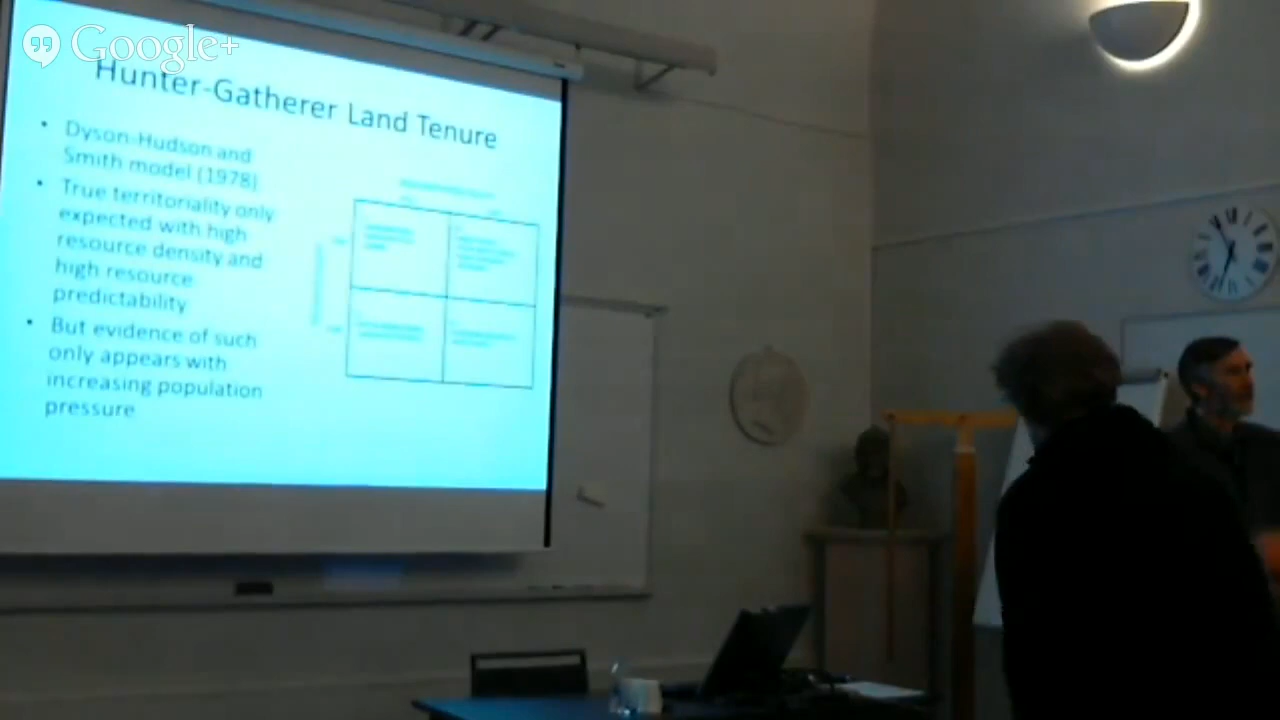 Google+
Hunter-Gatherer Land Tenure
• Dyson-Hudson and
Smith model (1978)
• True territoriality only
expected with high
resource density and
high resource
predictability
• But evidence of such
only appears with
increasing population
pressure